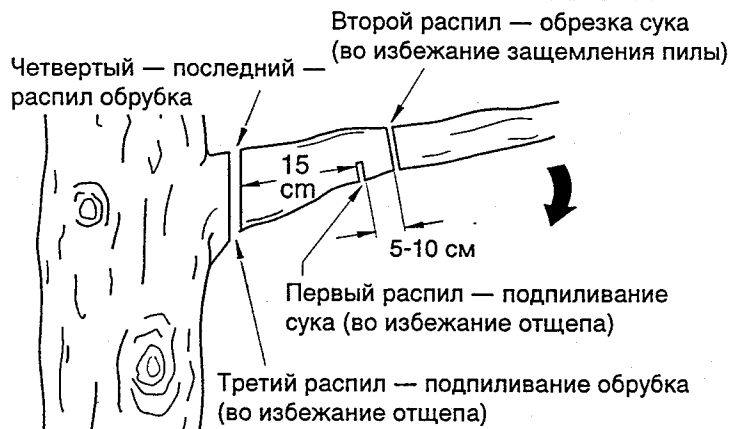 Второй распил — обрезка сука
(во избежание защемления пилы)
Четвертый — последний —
распил обрубка
15
cm
5-10 см
Первый распил — подпиливание
сука (во избежание отщепа)
Третий распил — подпиливание обрубка
(во избежание отщепа)